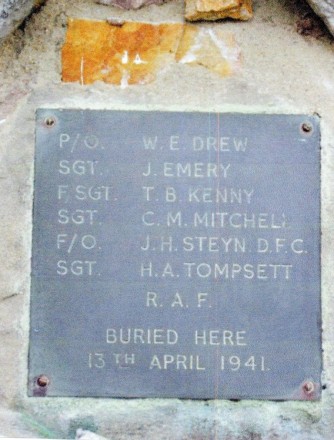 P/O. W. E. DREW
SGT. J. EMERY
F, SGT. T. B. KENNY
SGT. C. M. MITCHELL
F/O. J. H. STEYN D.F.C.
SGT. H. A. TOMPSETT
R. A. F.
BURIED HERE
13TH APRIL 1941.